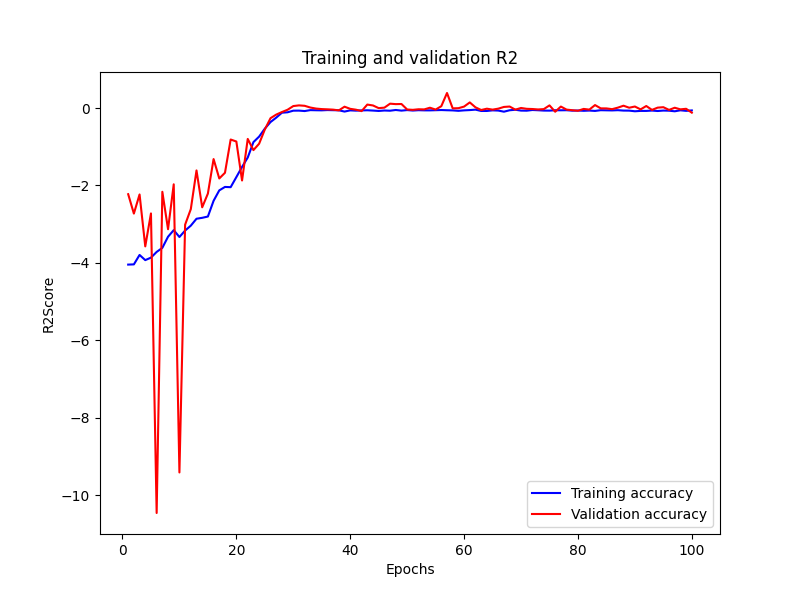 Training and validation R2
0
−2
−4
−6
−8
−10
R2Score
0
20
40
60
80
100
Epochs
Training accuracy
Validation accuracy